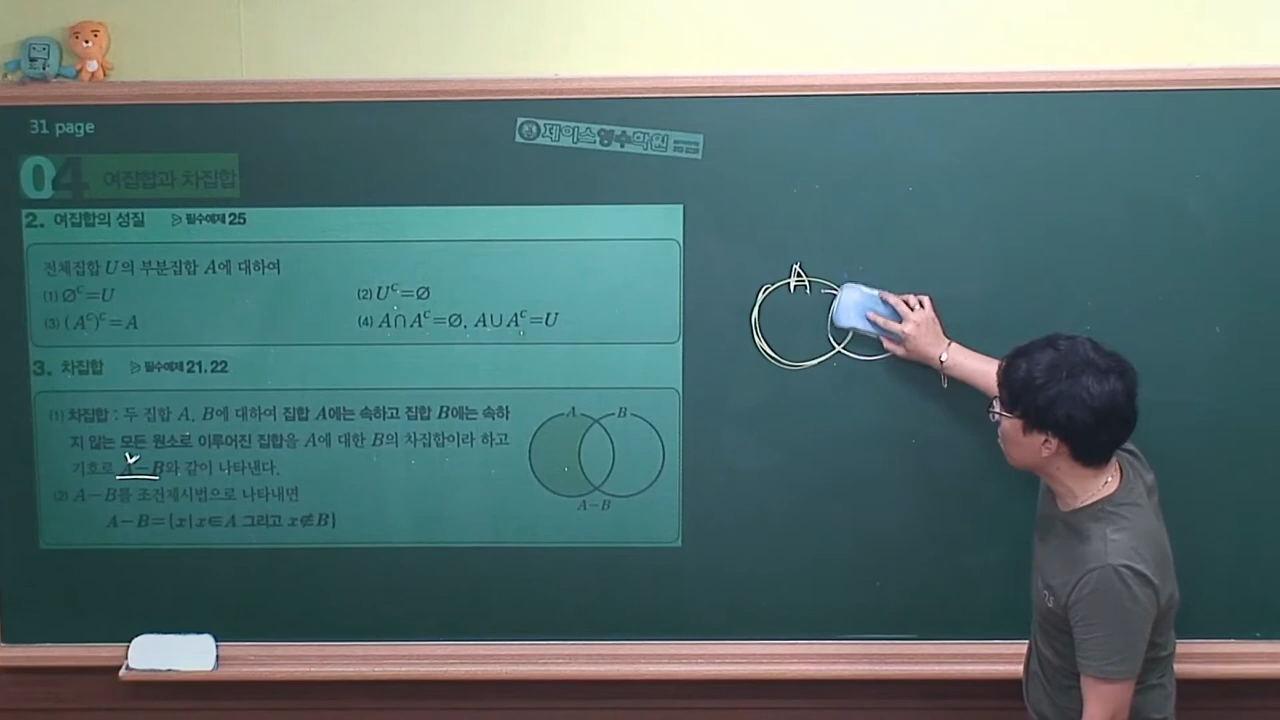 31 page
제이스영수학원
04 여집합과 차집합
2. 여집합의 성질 ▷ 필수예제 25
전체집합 U의 부분집합 A에 대하여
(1) ∅ᶜ=U (2) Uᶜ=∅
(3) (Aᶜ)ᶜ=A (4) A∩Aᶜ=∅, A∪Aᶜ=U
3. 차집합 ▷ 필수예제 21, 22
(1) 차집합 : 두 집합 A, B에 대하여 집합 A에는 속하고 집합 B에는 속하
지 않는 모든 원소로 이루어진 집합을 A에 대한 B의 차집합이라 하고
기호로 A-B와 같이 나타낸다.
(2) A-B를 조건제시법으로 나타내면
A-B={x|x∈A 그리고 x∉B}
A B
A-B
A